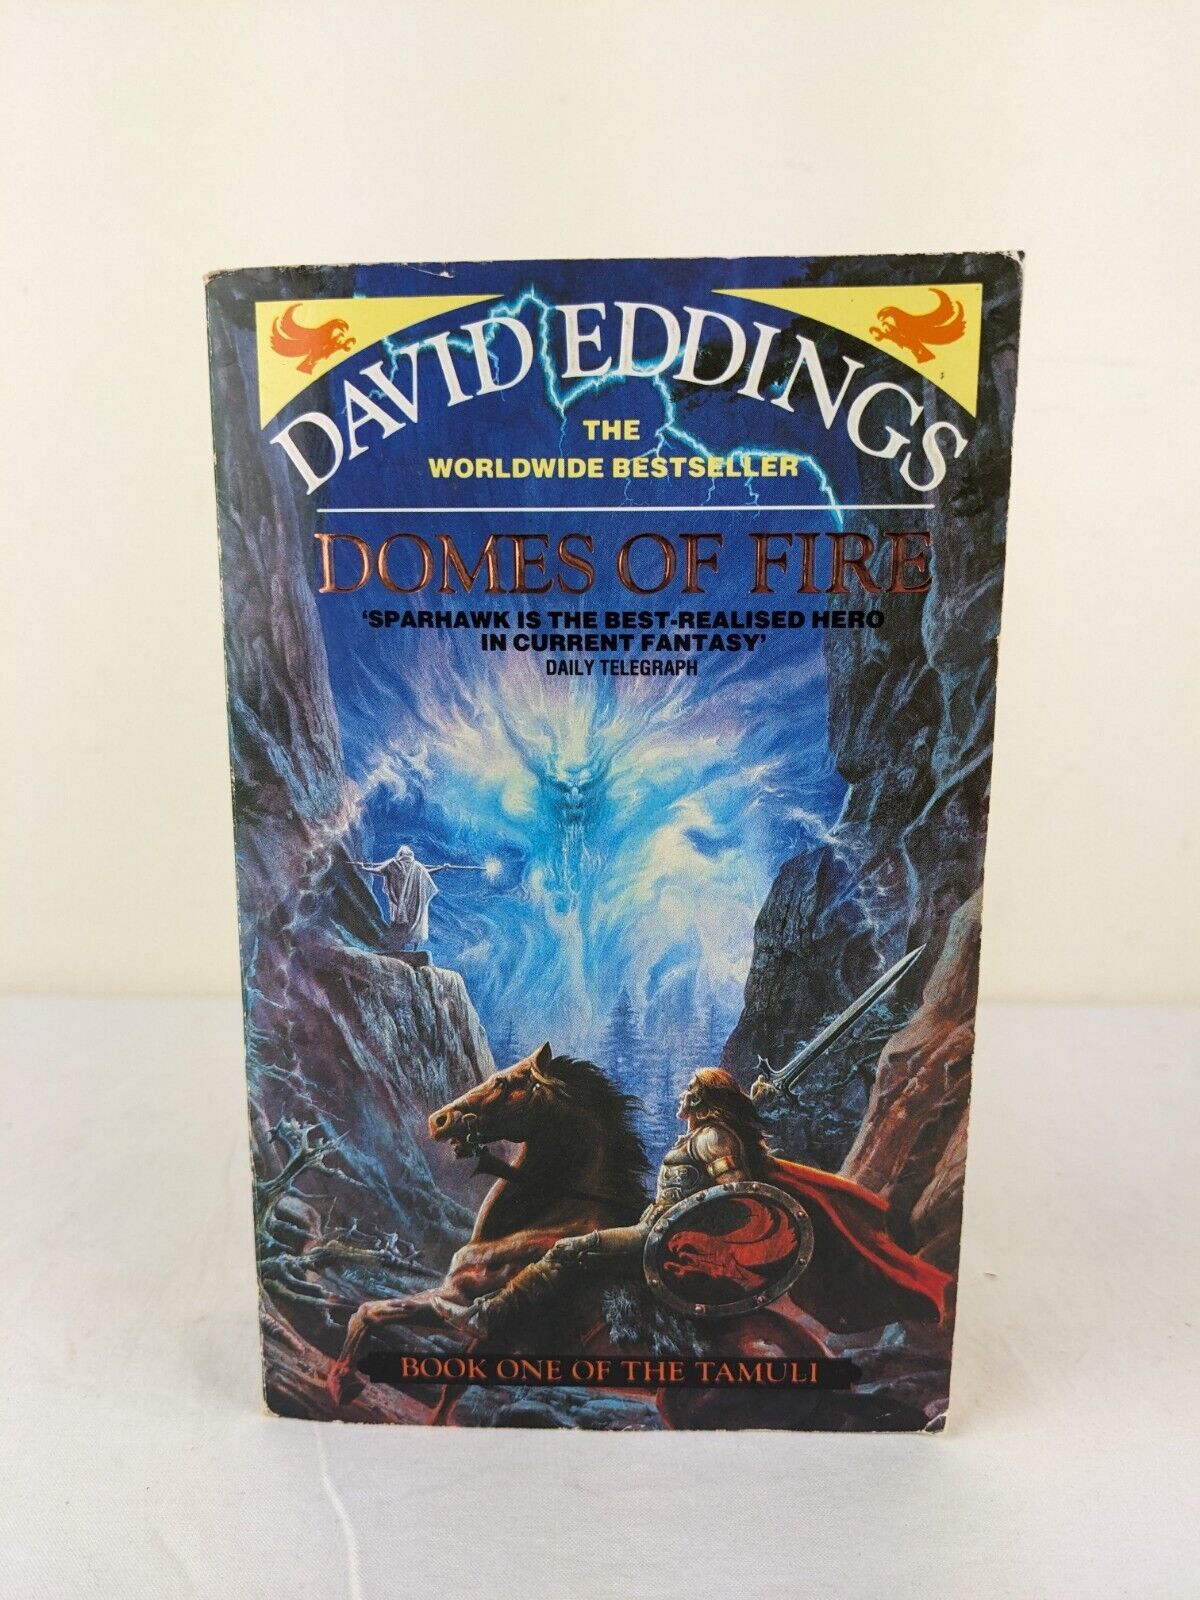 DAVID EDDINGS
THE
WORLDWIDE BESTSELLER
DOMES OF FIRE
'SPARHAWK IS THE BEST-REALISED HERO
IN CURRENT FANTASY'
DAILY TELEGRAPH
BOOK ONE OF THE TAMULI